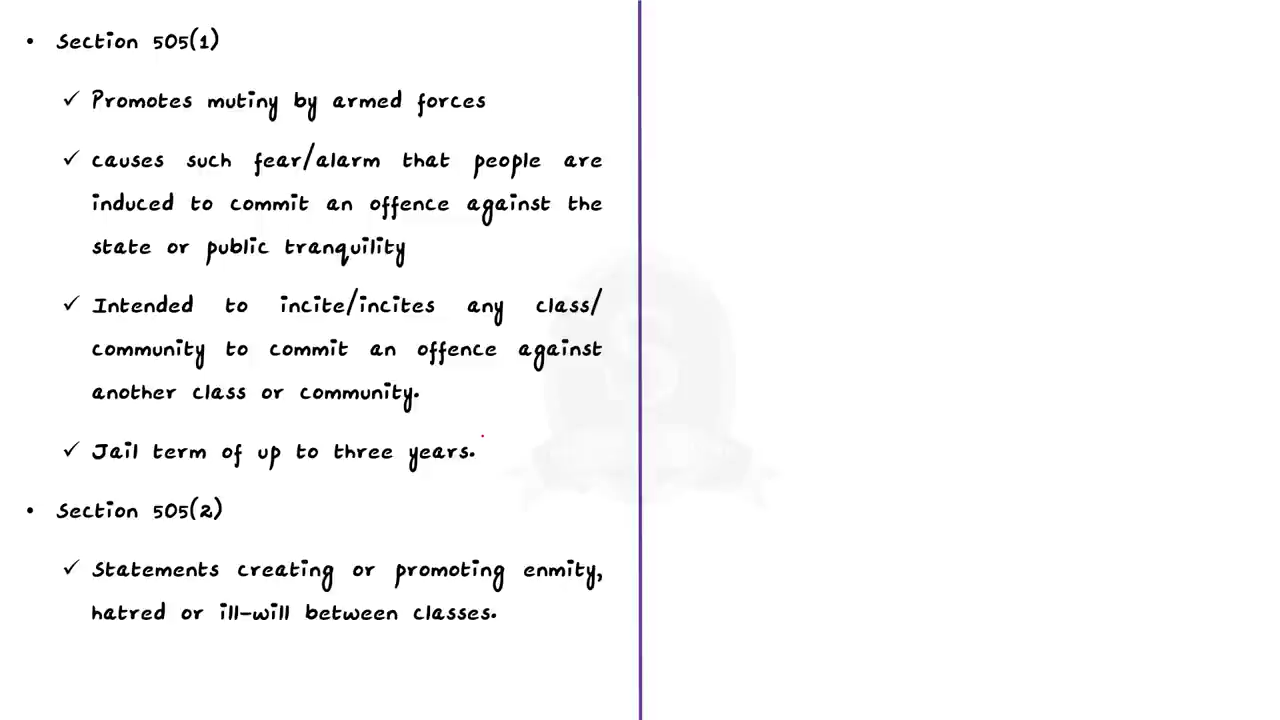 • Section 505(1)
✓ Promotes mutiny by armed forces
✓ causes such fear/alarm that people are
induced to commit an offence against the
state or public tranquility
✓ Intended to incite/incites any class/
community to commit an offence against
another class or community.
✓ Jail term of up to three years.
• Section 505(2)
✓ Statements creating or promoting enmity,
hatred or ill-will between classes.